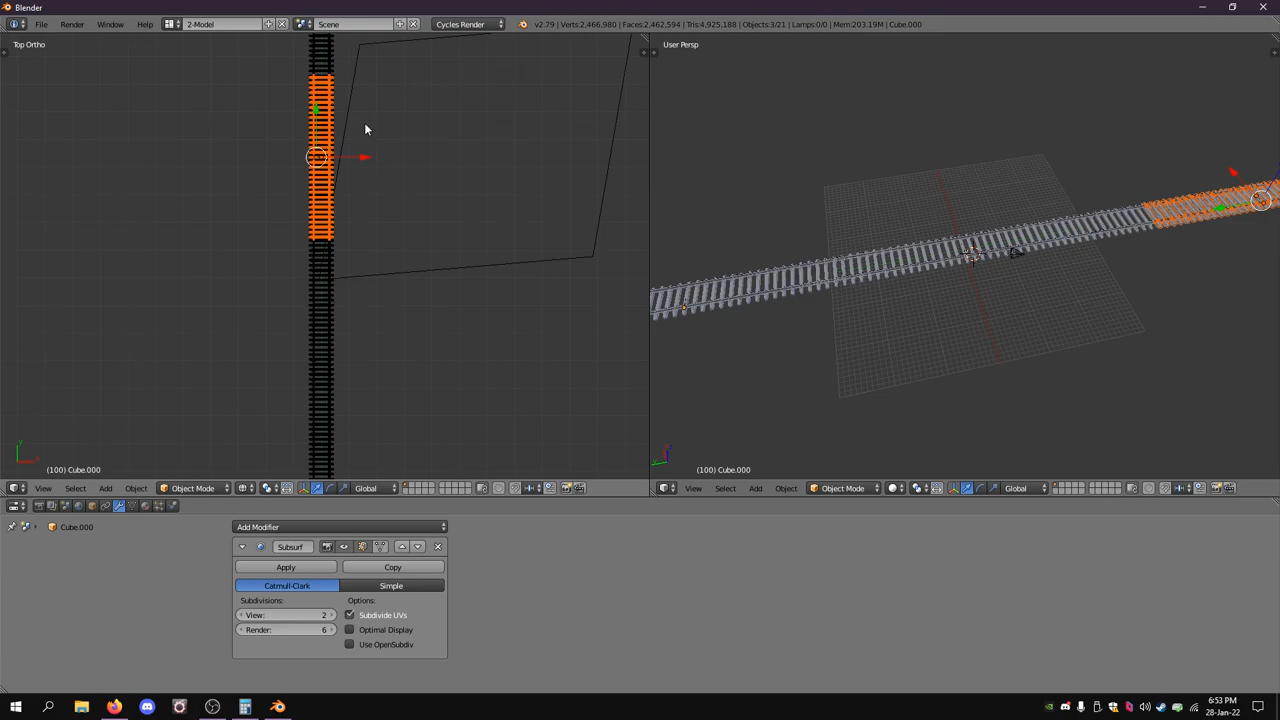 Blender
File Render Window Help 2-Model Scene Cycles Render v2.79 | Verts:2,466,980 | Faces:2,462,594 | Tris:4,925,188 | Objects:3/21 | Lamps:0/0 | Mem:203.19M | Cube.000
Top Ortho
User Persp
(100) Cube.000
(100) Cube.000
View Select Add Object Object Mode Global
View Select Add Object Object Mode Global
Cube.000
Add Modifier
Subsurf
Apply Copy
Catmull-Clark Simple
Subdivisions: Options:
View: 2 Subdivide UVs
Render: 6 Optimal Display
Use OpenSubdiv
6:53 PM
28-Jan-22